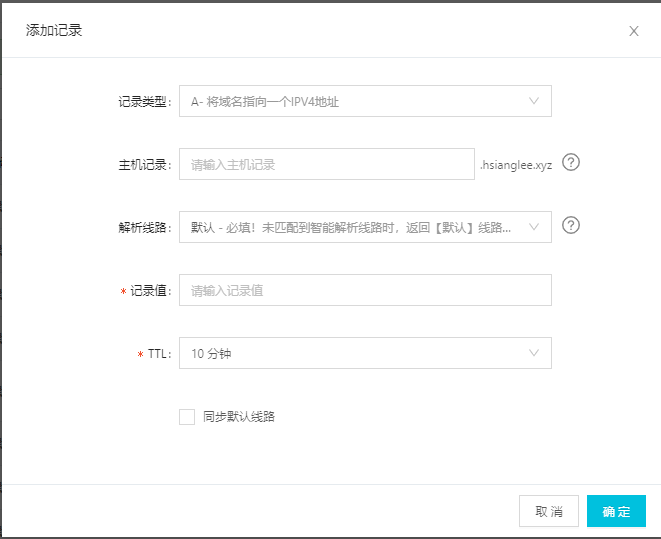 添加记录
记录类型： A- 将域名指向一个IPV4地址
主机记录： 请输入主机记录 .hsianglee.xyz ?
解析线路： 默认 - 必填！未匹配到智能解析线路时，返回【默认】线路... ?
* 记录值： 请输入记录值
* TTL： 10 分钟
同步默认线路
取消 确定